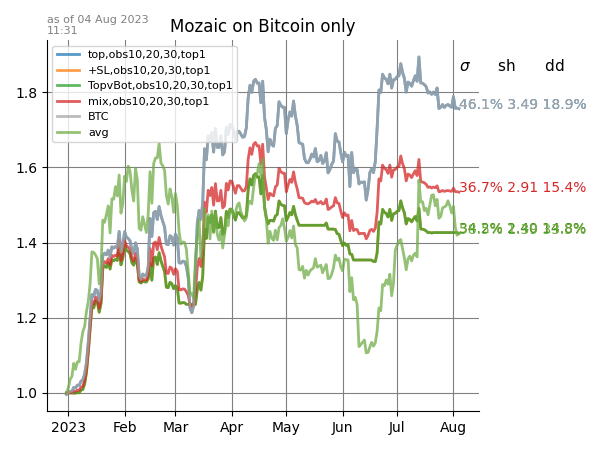 as of 04 Aug 2023
11:31
Mozaic on Bitcoin only
top,obs10,20,30,top1
+SL,obs10,20,30,top1
TopvBot,obs10,20,30,top1
mix,obs10,20,30,top1
BTC
avg
σ sh dd
46.1% 3.49 18.9%
36.7% 2.91 15.4%
1.8
1.6
1.4
1.2
1.0
2023 Feb Mar Apr May Jun Jul Aug